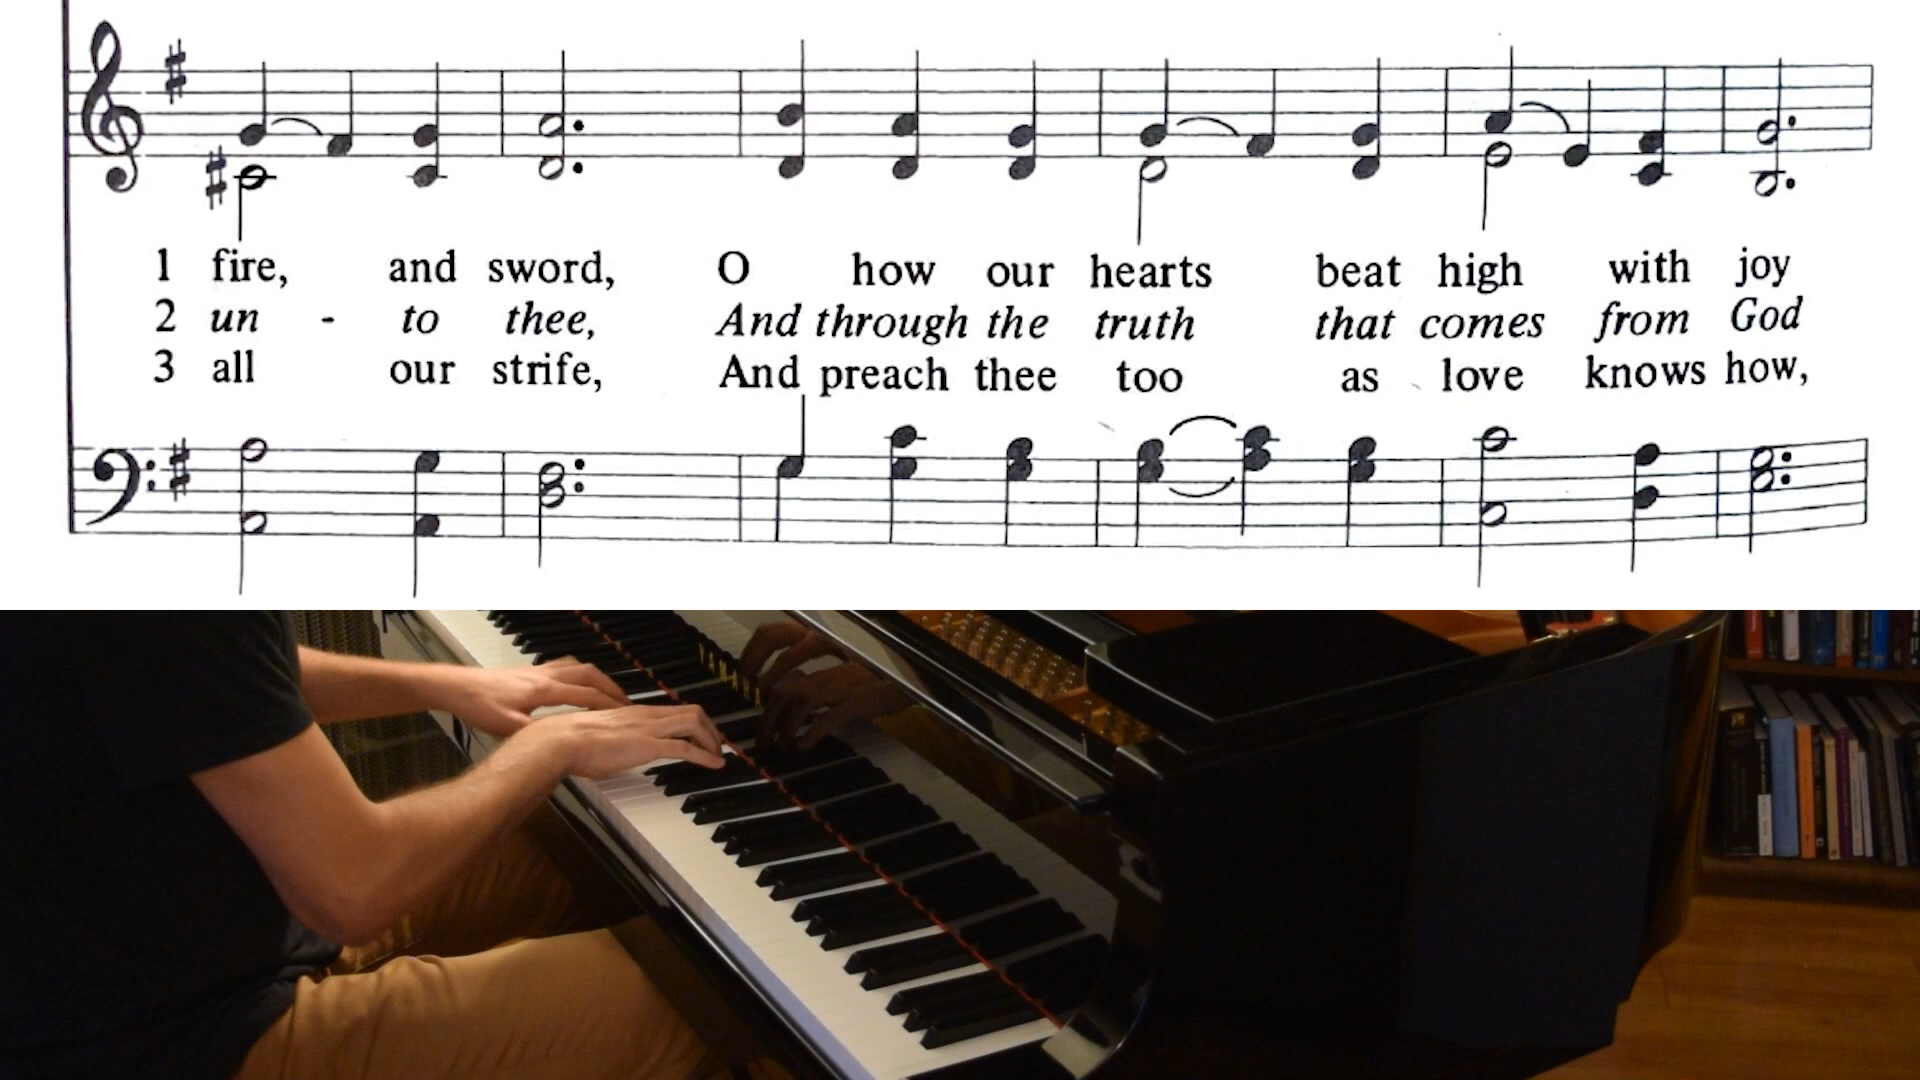 1 fire, and sword, O how our hearts beat high with joy
2 un - to thee, And through the truth that comes from God
3 all our strife, And preach thee too as love knows how,
YAMAHA